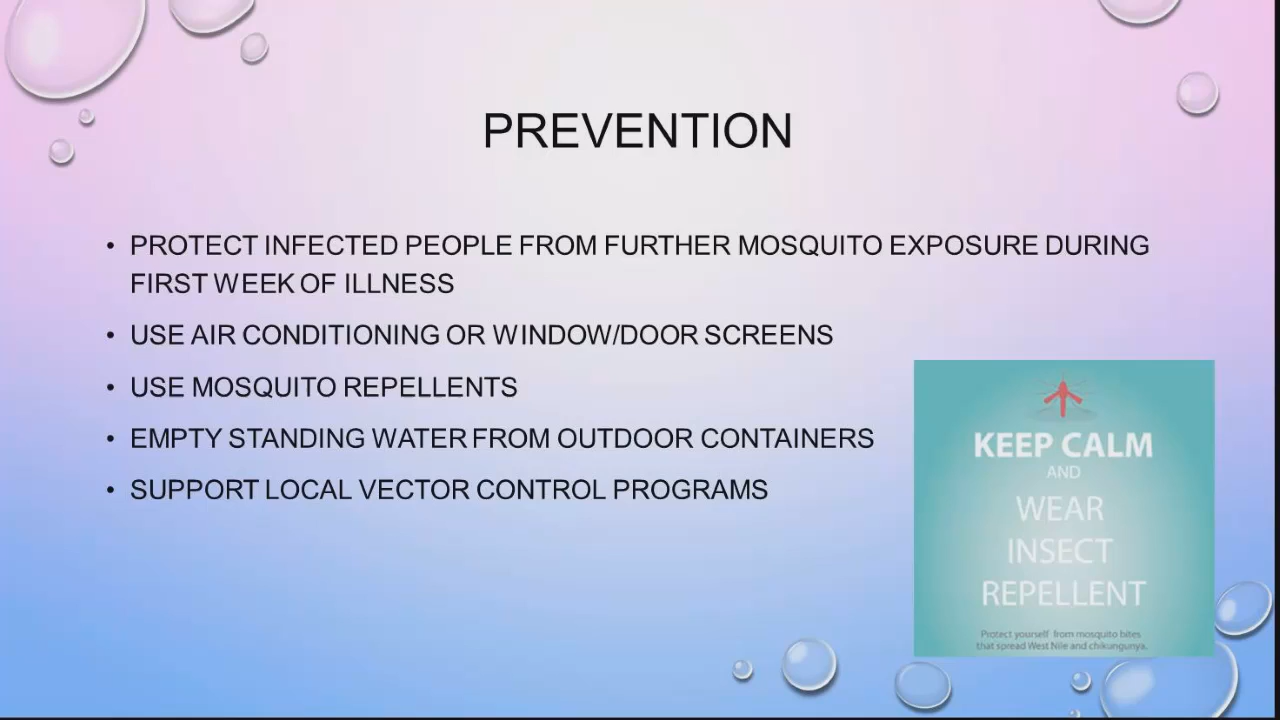 PREVENTION
• PROTECT INFECTED PEOPLE FROM FURTHER MOSQUITO EXPOSURE DURING
FIRST WEEK OF ILLNESS
• USE AIR CONDITIONING OR WINDOW/DOOR SCREENS
• USE MOSQUITO REPELLENTS
• EMPTY STANDING WATER FROM OUTDOOR CONTAINERS
• SUPPORT LOCAL VECTOR CONTROL PROGRAMS
KEEP CALM
AND
WEAR
INSECT
REPELLENT
Protect yourself from mosquito bites
that spread West Nile and chikungunya.